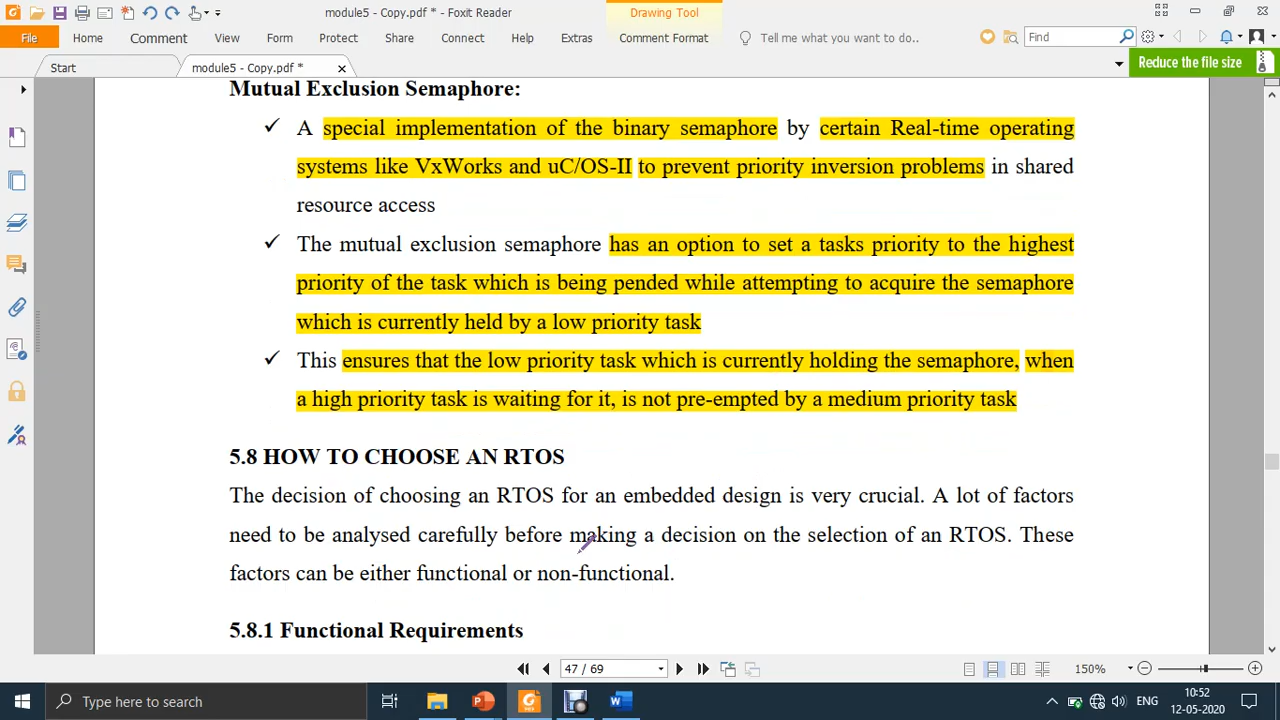 module5 - Copy.pdf * - Foxit Reader
Drawing Tool
File Home Comment View Form Protect Share Connect Help Extras Comment Format Tell me what you want to do.. Find
Start module5 - Copy.pdf * Reduce the file size
Mutual Exclusion Semaphore:
✓ A special implementation of the binary semaphore by certain Real-time operating
systems like VxWorks and uC/OS-II to prevent priority inversion problems in shared
resource access
✓ The mutual exclusion semaphore has an option to set a tasks priority to the highest
priority of the task which is being pended while attempting to acquire the semaphore
which is currently held by a low priority task
✓ This ensures that the low priority task which is currently holding the semaphore, when
a high priority task is waiting for it, is not pre-empted by a medium priority task
5.8 HOW TO CHOOSE AN RTOS
The decision of choosing an RTOS for an embedded design is very crucial. A lot of factors
need to be analysed carefully before making a decision on the selection of an RTOS. These
factors can be either functional or non-functional.
5.8.1 Functional Requirements
47 / 69
150%
Type here to search
ENG
10:52
12-05-2020